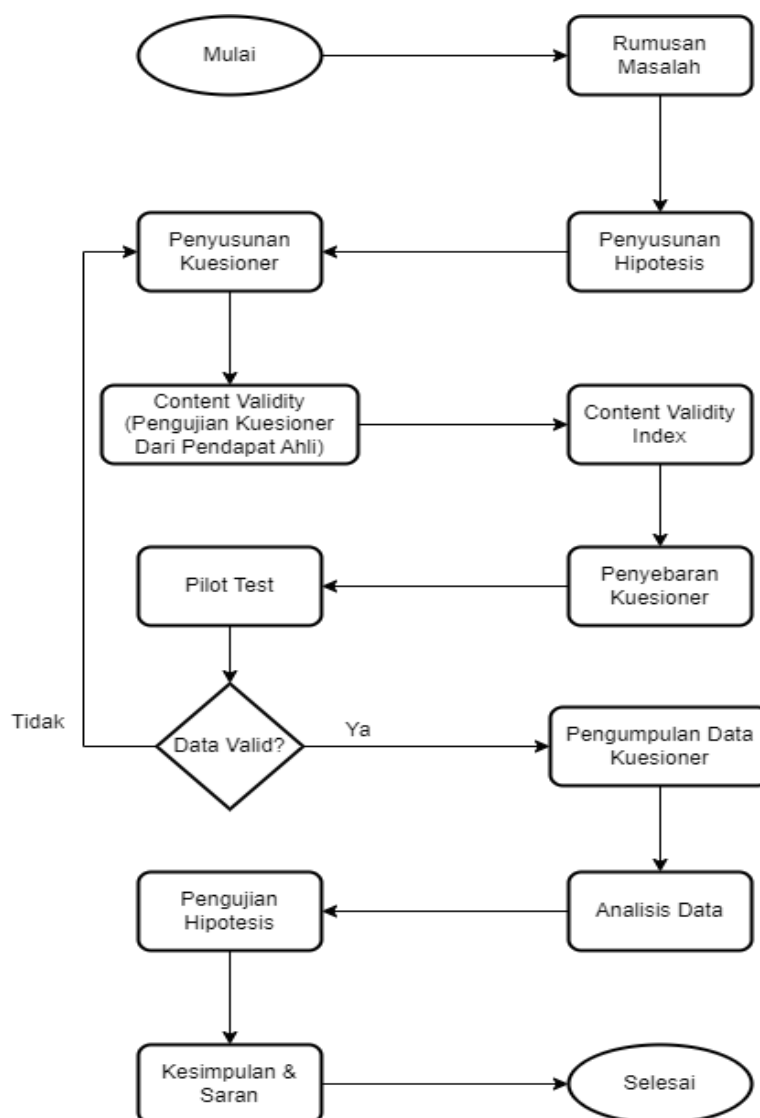 Mulai
Rumusan
Masalah
Penyusunan
Hipotesis
Penyusunan
Kuesioner
Content Validity
(Pengujian Kuesioner
Dari Pendapat Ahli)
Content Validity
Index
Penyebaran
Kuesioner
Pilot Test
Data Valid?
Tidak
Ya
Pengumpulan Data
Kuesioner
Analisis Data
Pengujian
Hipotesis
Kesimpulan &
Saran
Selesai